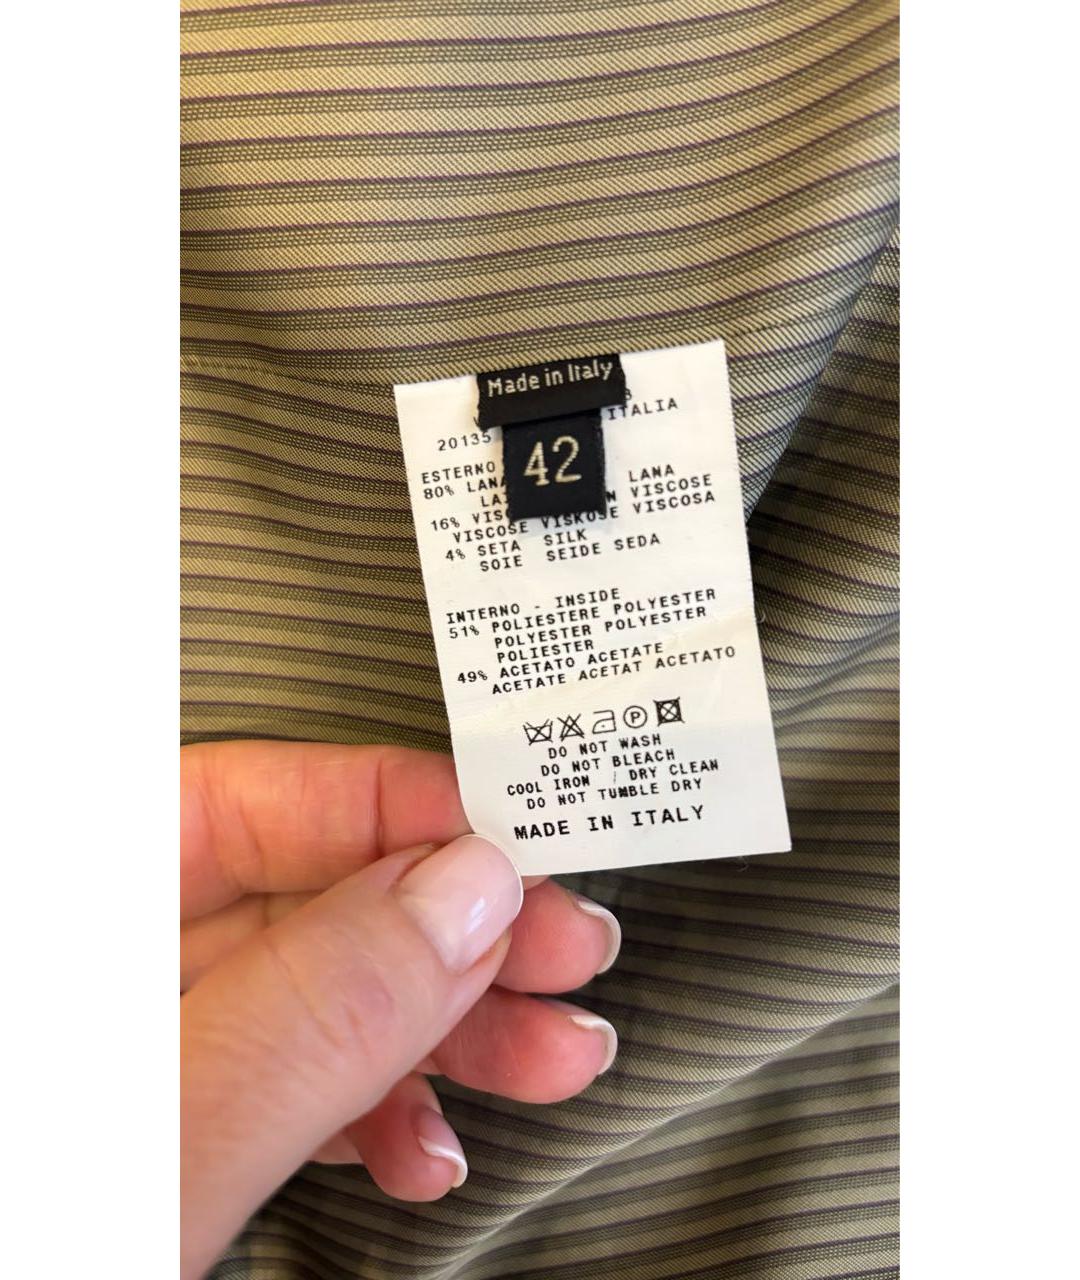 Made in Italy
ITALIA
20135
42
ESTERNO
80% LANA LANA
VISCOSE
16% VISKOSE VISCOSA
VISCOSE
4% SETA SILK
SOIE SEIDE SEDA
INTERNO - INSIDE
51% POLIESTERE POLYESTER
POLYESTER POLYESTER
POLIESTER
49% ACETATO ACETATE
ACETATE ACETAT ACETATO
P
DO NOT WASH
DO NOT BLEACH
COOL IRON / DRY CLEAN
DO NOT TUMBLE DRY
MADE IN ITALY